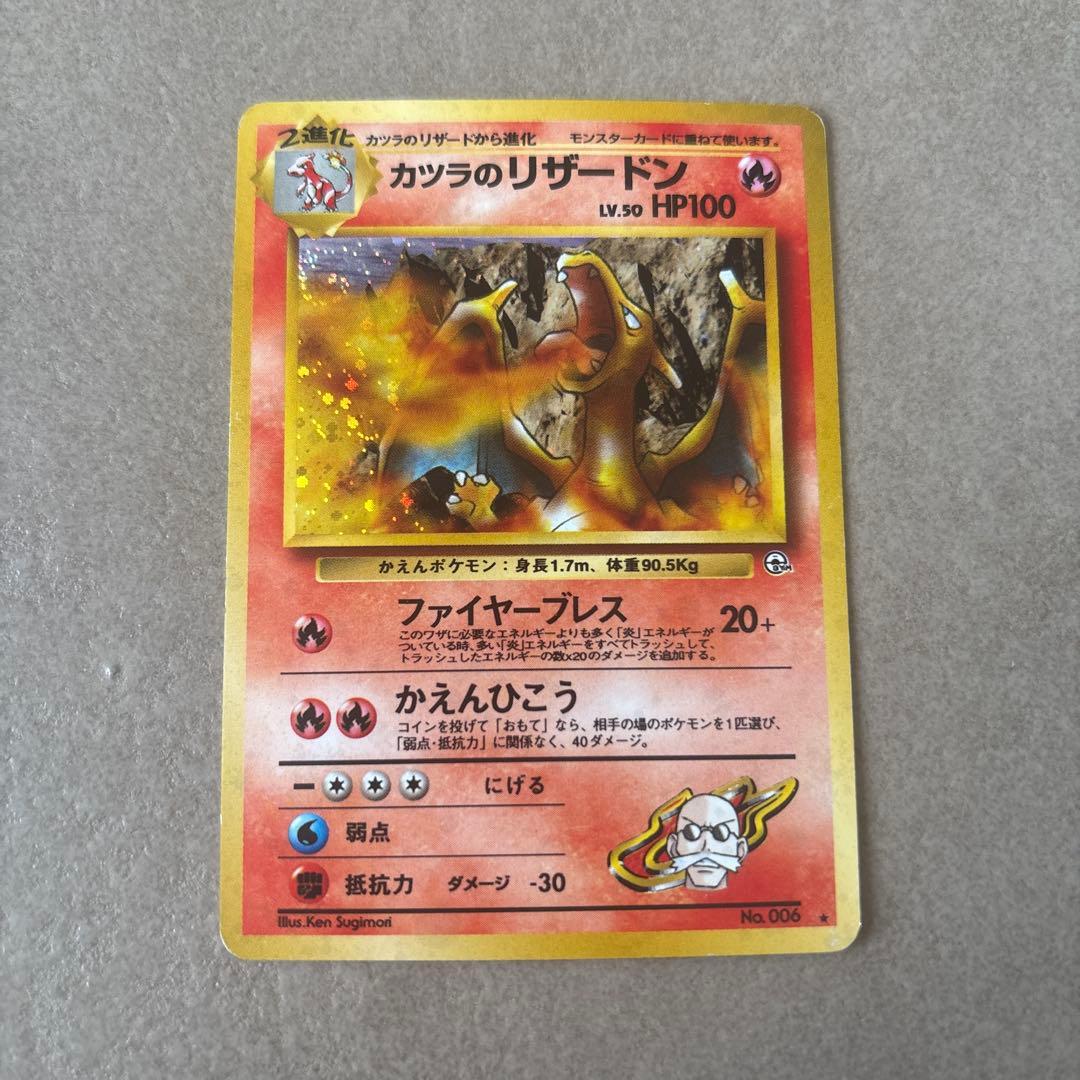 2進化 カツラのリザードから進化 モンスターカードに重ねて使います。
カツラのリザードン
LV.50 HP100
かえんポケモン：身長1.7m、体重90.5Kg
ファイヤーブレス 20+
このワザに必要なエネルギーよりも多く「炎」エネルギーが
ついている時、多い「炎」エネルギーをすべてトラッシュして、
トラッシュしたエネルギーの数x20のダメージを追加する。
かえんひこう
コインを投げて「おもて」なら、相手の場のポケモンを1匹選び、
「弱点・抵抗力」に関係なく、40ダメージ。
にげる
弱点
抵抗力 ダメージ -30
Illus.Ken Sugimori No.006